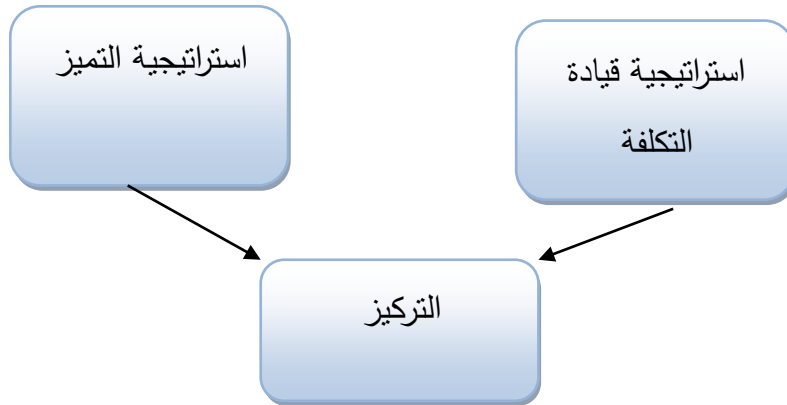 استراتيجية قيادة
التكلفة
استراتيجية التميز
التركيز